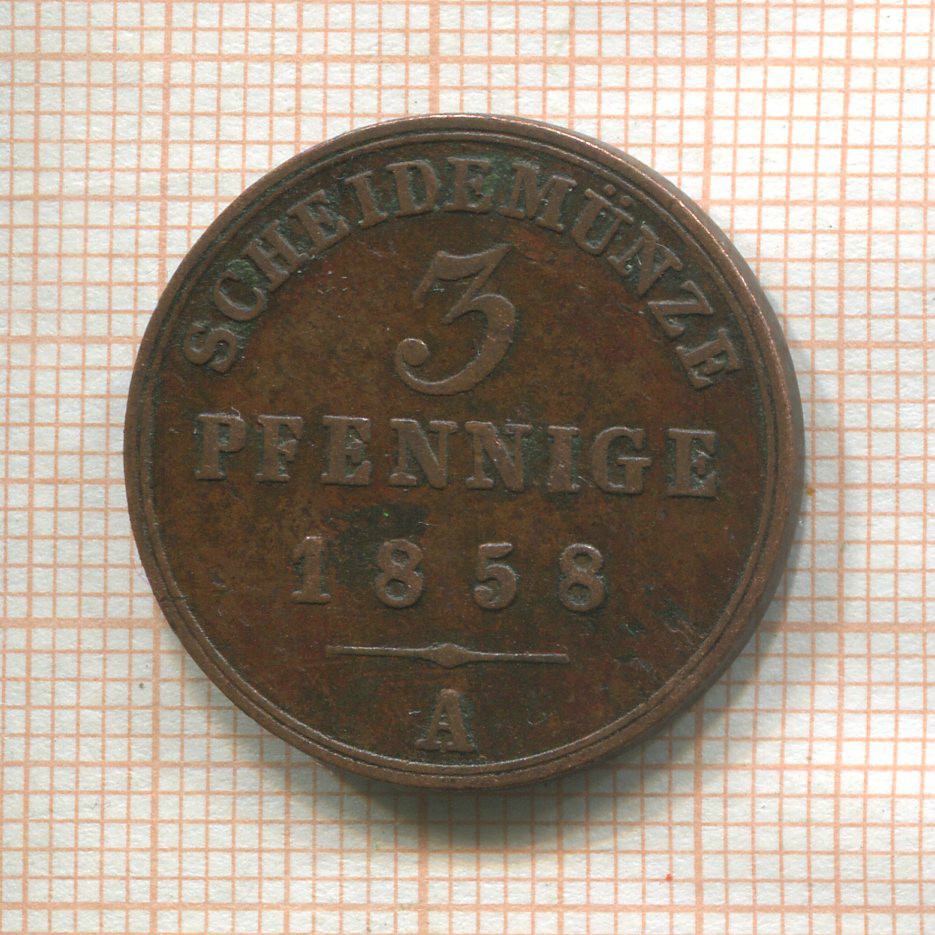 SCHEIDEMÜNZE
3
PFENNIGE
1858
A